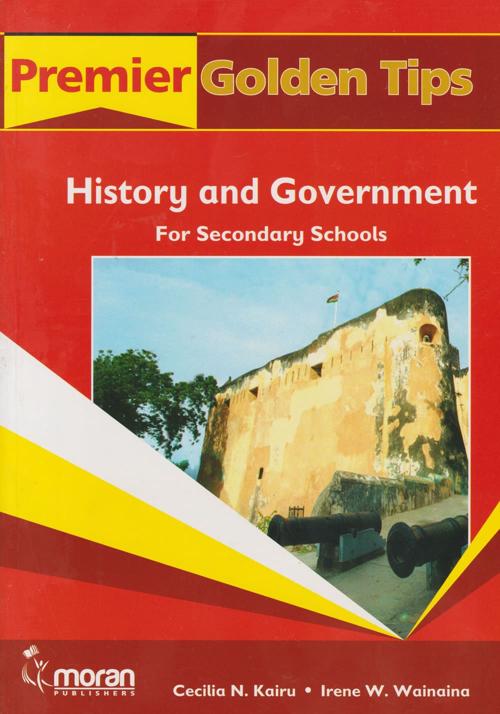 Premier Golden Tips
History and Government
For Secondary Schools
moran
PUBLISHERS
Cecilia N. Kairu • Irene W. Wainaina